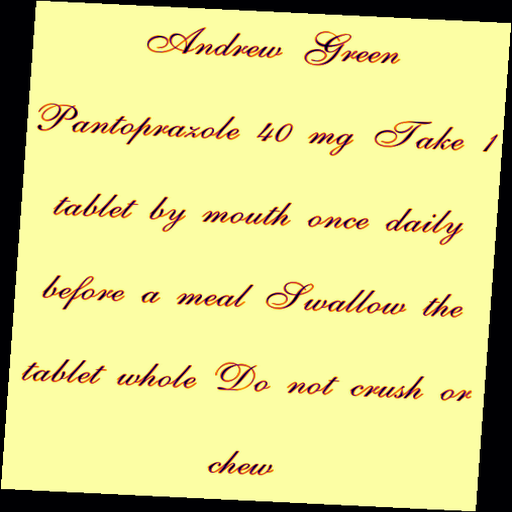 Andrew Green
Pantoprazole 40 mg Take 1
tablet by mouth once daily
before a meal Swallow the
tablet whole Do not crush or
chew